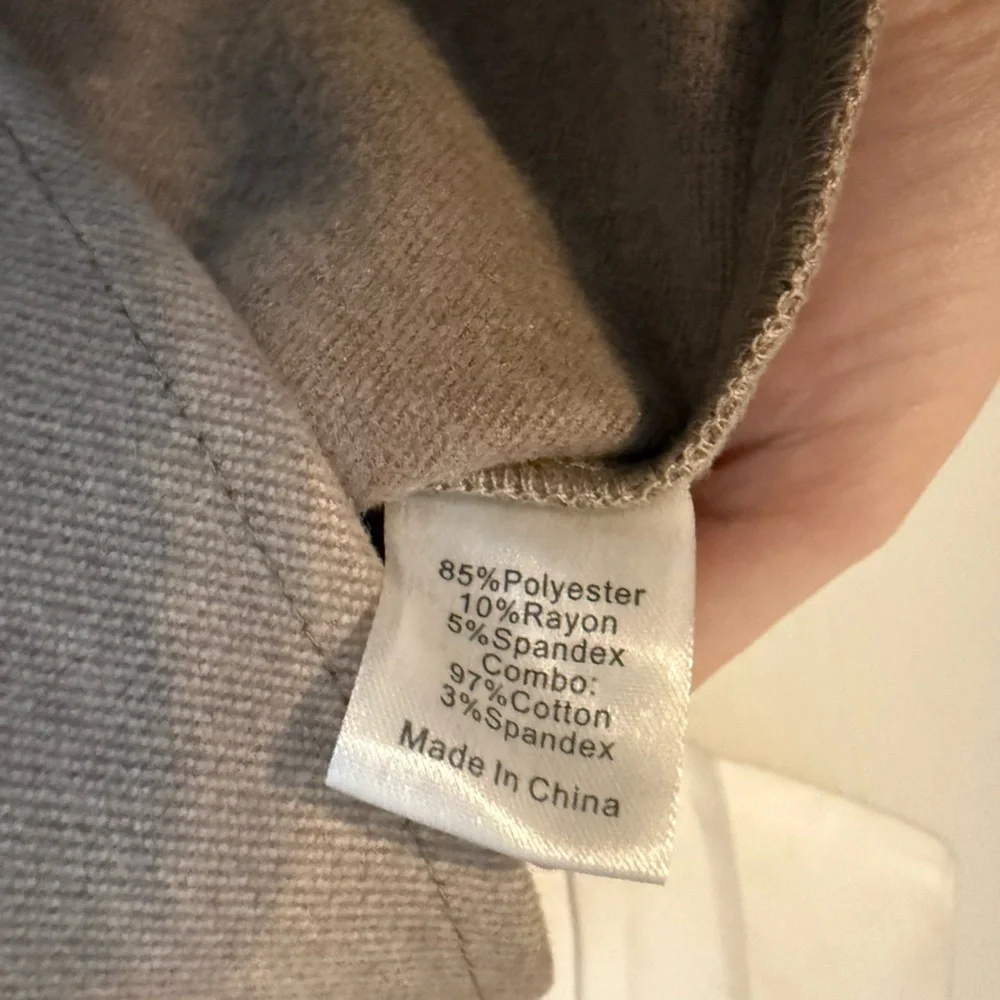 85%Polyester
10%Rayon
5%Spandex
Combo:
97%Cotton
3%Spandex
Made In China